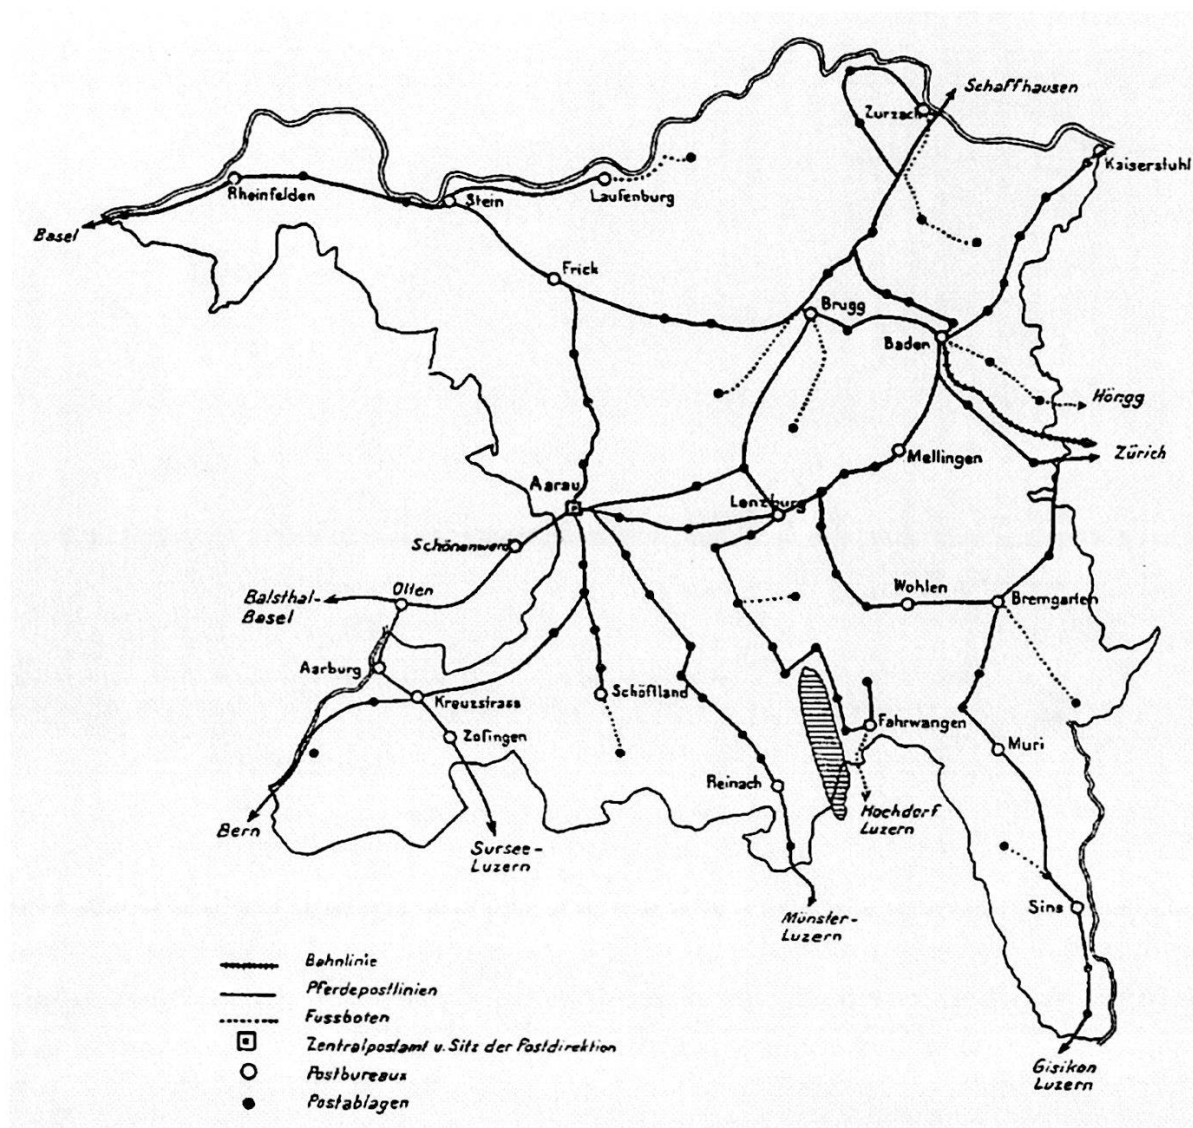 Schaffhausen
Zurzach
Kaiserstuhl
Rheinfelden
Stein
Laufenburg
Basel
Frick
Brugg
Baden
Höngg
Zürich
Mellingen
Aarau
Lenzburg
Schönenwerd
Olten
Balsthal-
Basel
Wohlen
Bremgarten
Aarburg
Kreuzstrass
Schöftland
Fahrwangen
Zofingen
Muri
Reinach
Hochdorf
Luzern
Bern
Sursee-
Luzern
Sins
Münster-
Luzern
Bahnlinie
Pferdepostlinien
Fussboten
Zentralpostamt u. Sitz der Postdirektion
Postbureaux
Postablagen
Gisikon
Luzern